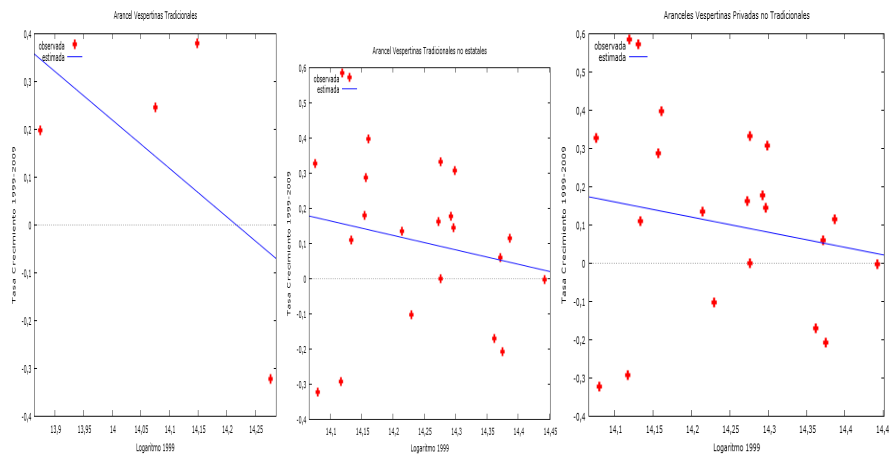 Arancel Vespertinas Tradicionales
observada
estimada
0,4
0,3
0,2
0,1
0
-0,1
-0,2
-0,3
-0,4
Tasa Crecimiento 1999-2009
13,9 13,95 14 14,05 14,1 14,15 14,2 14,25
Logaritmo 1999
Arancel Vespertinas Tradicionales no estatales
observada
estimada
0,6
0,5
0,4
0,3
0,2
0,1
0
-0,1
-0,2
-0,3
-0,4
Tasa Crecimiento 1999-2009
14,1 14,15 14,2 14,25 14,3 14,35 14,4 14,45
Logaritmo 1999
Aranceles Vespertinas Privadas no Tradicionales
observada
estimada
0,6
0,5
0,4
0,3
0,2
0,1
0
-0,1
-0,2
-0,3
-0,4
Tasa Crecimiento 1999-2009
14,1 14,15 14,2 14,25 14,3 14,35 14,4 14,4
Logaritmo 1999